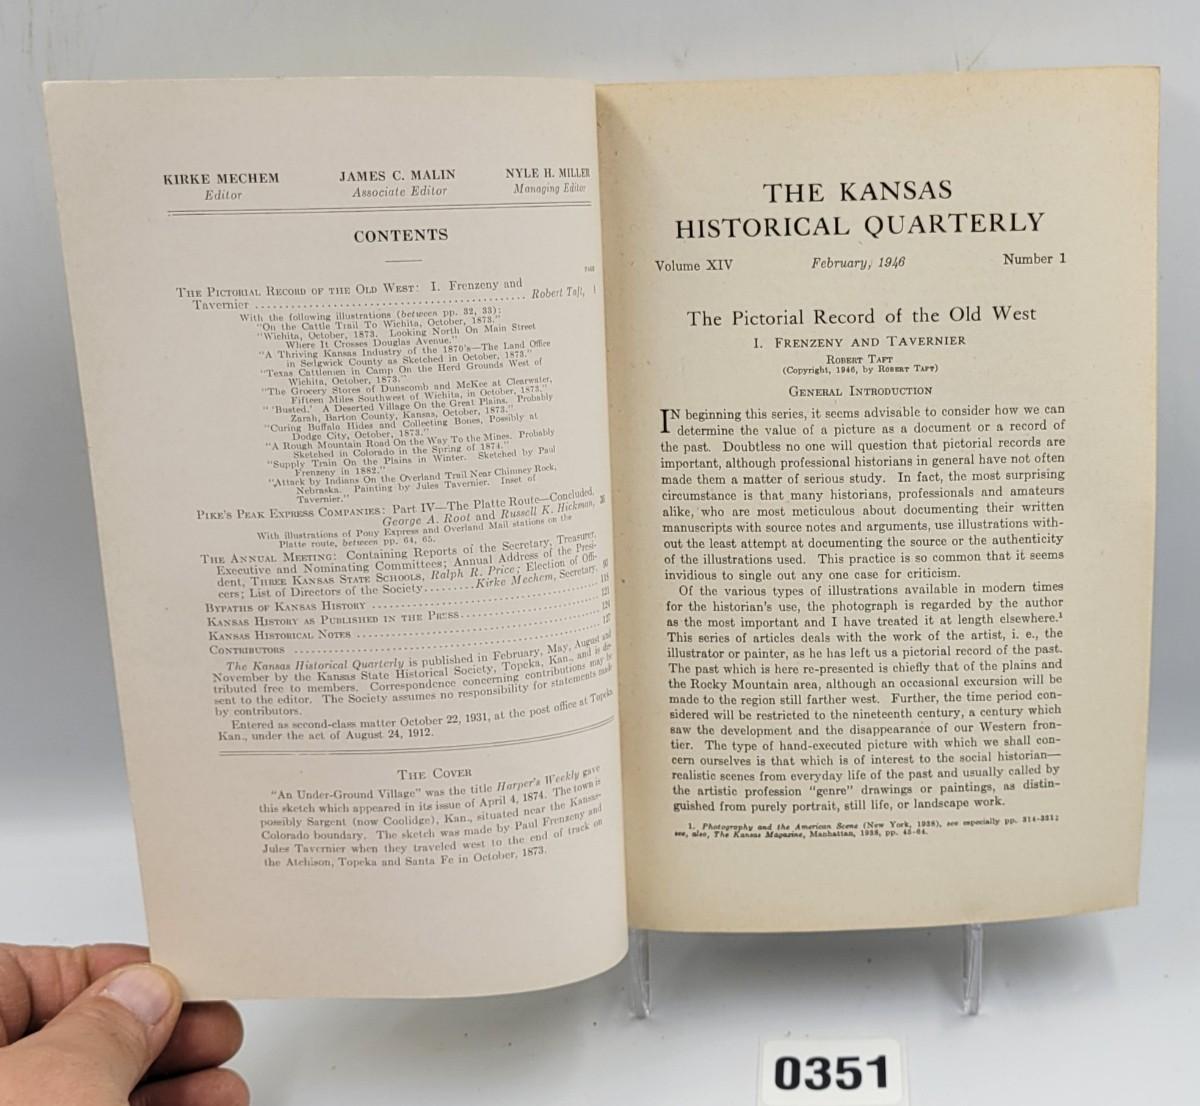 KIRKE MECHEM JAMES C. MALIN NYLE H. MILLER
Editor Associate Editor Managing Editor
CONTENTS
PAGE
THE PICTORIAL RECORD OF THE OLD WEST: I. Frenzeny and
Tavernier ........................................ Robert Taft, 1
With the following illustrations (between pp. 32, 33):
"On the Cattle Trail To Wichita, October, 1873."
"Wichita, October, 1873. Looking North On Main Street
Where It Crosses Douglas Avenue."
"A Thriving Kansas Industry of the 1870's—The Land Office
in Sedgwick County as Sketched in October, 1873."
"Texas Cattlemen in Camp On the Herd Grounds West of
Wichita, October, 1873."
"The Grocery Stores of Dunscomb and McKee at Clearwater,
Fifteen Miles Southwest of Wichita, in October, 1873."
"'Busted.' A Deserted Village On the Great Plains. Probably
Zarah, Barton County, Kansas, October, 1873."
"Curing Buffalo Hides and Collecting Bones, Possibly at
Dodge City, October, 1873."
"A Rough Mountain Road On the Way To the Mines. Probably
Sketched in Colorado in the Spring of 1874."
"Supply Train On the Plains in Winter. Sketched by Paul
Frenzeny in 1882."
"Attack by Indians On the Overland Trail Near Chimney Rock,
Nebraska. Painting by Jules Tavernier. Inset of
Tavernier."
PIKE'S PEAK EXPRESS COMPANIES: Part IV—The Platte Route—Concluded,
George A. Root and Russell K. Hickman,
With illustrations of Pony Express and Overland Mail stations on the
Platte route, between pp. 64, 65.
THE ANNUAL MEETING: Containing Reports of the Secretary, Treasurer,
Executive and Nominating Committees; Annual Address of the Presi-
dent, THREE KANSAS STATE SCHOOLS, Ralph R. Price; Election of Offi-
cers; List of Directors of the Society.........Kirke Mechem, Secretary,
BYPATHS OF KANSAS HISTORY ........................................
KANSAS HISTORY AS PUBLISHED IN THE PRESS........................ 121
KANSAS HISTORICAL NOTES ........................................ 124
CONTRIBUTORS ........................................ 127
The Kansas Historical Quarterly is published in February, May, August and
November by the Kansas State Historical Society, Topeka, Kan., and is dis-
tributed free to members. Correspondence concerning contributions may be
sent to the editor. The Society assumes no responsibility for statements made
by contributors.
Entered as second-class matter October 22, 1931, at the post office at Topeka
Kan., under the act of August 24, 1912.
THE COVER
"An Under-Ground Village" was the title Harper's Weekly gave
this sketch which appeared in its issue of April 4, 1874. The town is
possibly Sargent (now Coolidge), Kan., situated near the Kansas-
Colorado boundary. The sketch was made by Paul Frenzeny and
Jules Tavernier when they traveled west to the end of track on
the Atchison, Topeka and Santa Fe in October, 1873.
THE KANSAS
HISTORICAL QUARTERLY
Volume XIV February, 1946 Number 1
The Pictorial Record of the Old West
I. FRENZENY AND TAVERNIER
ROBERT TAFT
(Copyright, 1946, by ROBERT TAFT)
GENERAL INTRODUCTION
IN beginning this series, it seems advisable to consider how we can
determine the value of a picture as a document or a record of
the past. Doubtless no one will question that pictorial records are
important, although professional historians in general have not often
made them a matter of serious study. In fact, the most surprising
circumstance is that many historians, professionals and amateurs
alike, who are most meticulous about documenting their written
manuscripts with source notes and arguments, use illustrations with-
out the least attempt at documenting the source or the authenticity
of the illustrations used. This practice is so common that it seems
invidious to single out any one case for criticism.
Of the various types of illustrations available in modern times
for the historian's use, the photograph is regarded by the author
as the most important and I have treated it at length elsewhere.¹
This series of articles deals with the work of the artist, i. e., the
illustrator or painter, as he has left us a pictorial record of the past.
The past which is here re-presented is chiefly that of the plains and
the Rocky Mountain area, although an occasional excursion will be
made to the region still farther west. Further, the time period con-
sidered will be restricted to the nineteenth century, a century which
saw the development and the disappearance of our Western fron-
tier. The type of hand-executed picture with which we shall con-
cern ourselves is that which is of interest to the social historian—
realistic scenes from everyday life of the past and usually called by
the artistic profession "genre" drawings or paintings, as distin-
guished from purely portrait, still life, or landscape work.
1. Photography and the American Scene (New York, 1938), see especially pp. 314-321;
see, also, The Kansas Magazine, Manhattan, 1938, pp.
0351